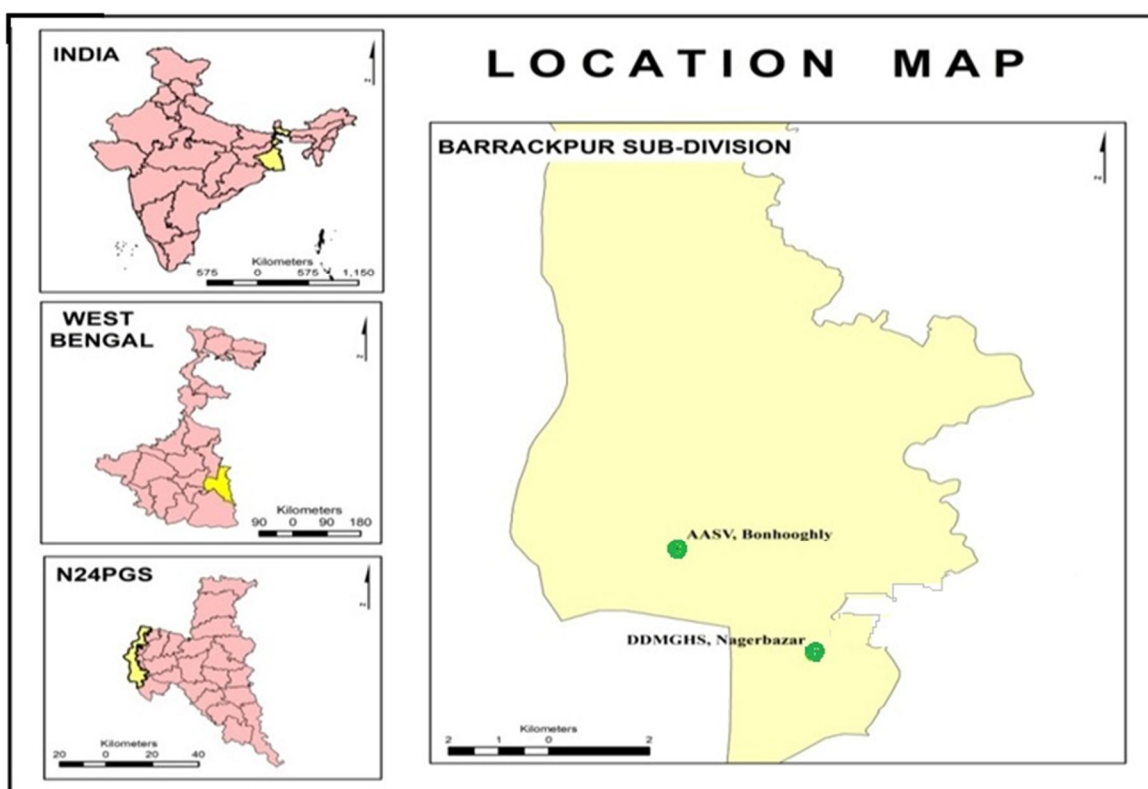 LOCATION MAP
INDIA
N
Kilometers
575 0 575 1,150
WEST
BENGAL
N
Kilometers
90 0 90 180
N24PGS
N
Kilometers
20 0 20 40
BARRACKPUR SUB-DIVISION
N
AASV, Bonhooghly
DDMGHS, Nagerbazar
Kilometers
2 1 0 2